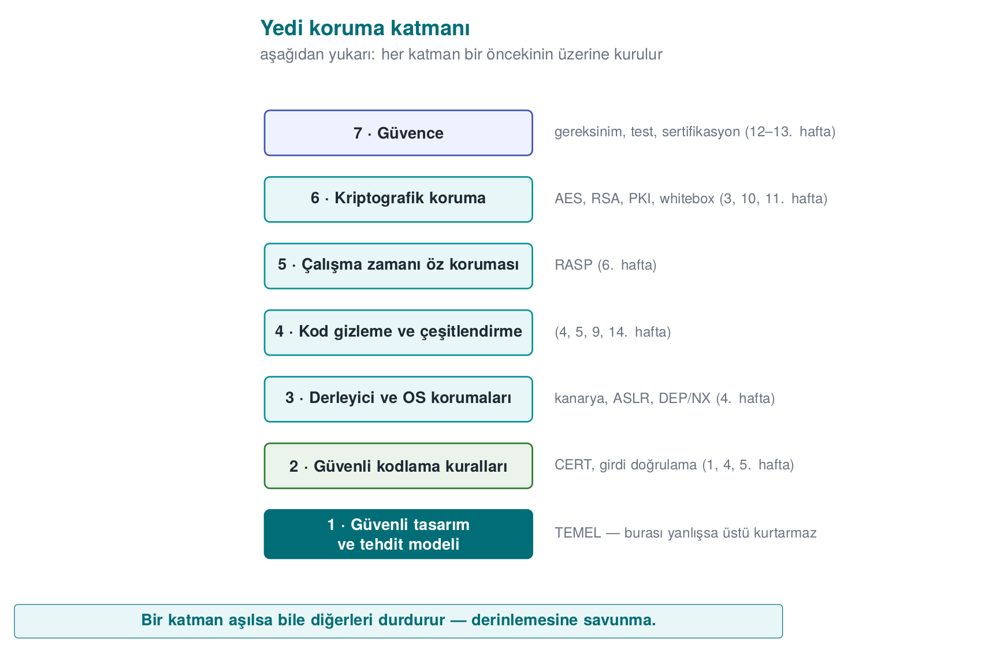 Yedi koruma katmanı
aşağıdan yukarı: her katman bir öncekinin üzerine kurulur
7 · Güvence
gereksinim, test, sertifikasyon (12–13. hafta)
6 · Kriptografik koruma
AES, RSA, PKI, whitebox (3, 10, 11. hafta)
5 · Çalışma zamanı öz koruması
RASP (6. hafta)
4 · Kod gizleme ve çeşitlendirme
(4, 5, 9, 14. hafta)
3 · Derleyici ve OS korumaları
kanarya, ASLR, DEP/NX (4. hafta)
2 · Güvenli kodlama kuralları
CERT, girdi doğrulama (1, 4, 5. hafta)
1 · Güvenli tasarım
ve tehdit modeli
TEMEL — burası yanlışsa üstü kurtarmaz
Bir katman aşılsa bile diğerleri durdurur — derinlemesine savunma.